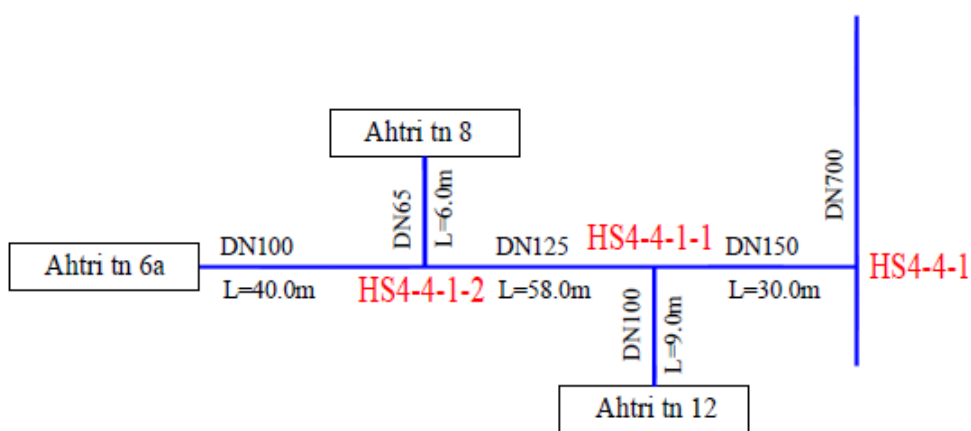 Ahtri tn 8
DN700
DN65
L=6.0m
DN100
DN125
HS4-4-1-1
DN150
Ahtri tn 6a
HS4-4-1
L=40.0m
HS4-4-1-2
L=58.0m
L=30.0m
DN100
L=9.0m
Ahtri tn 12